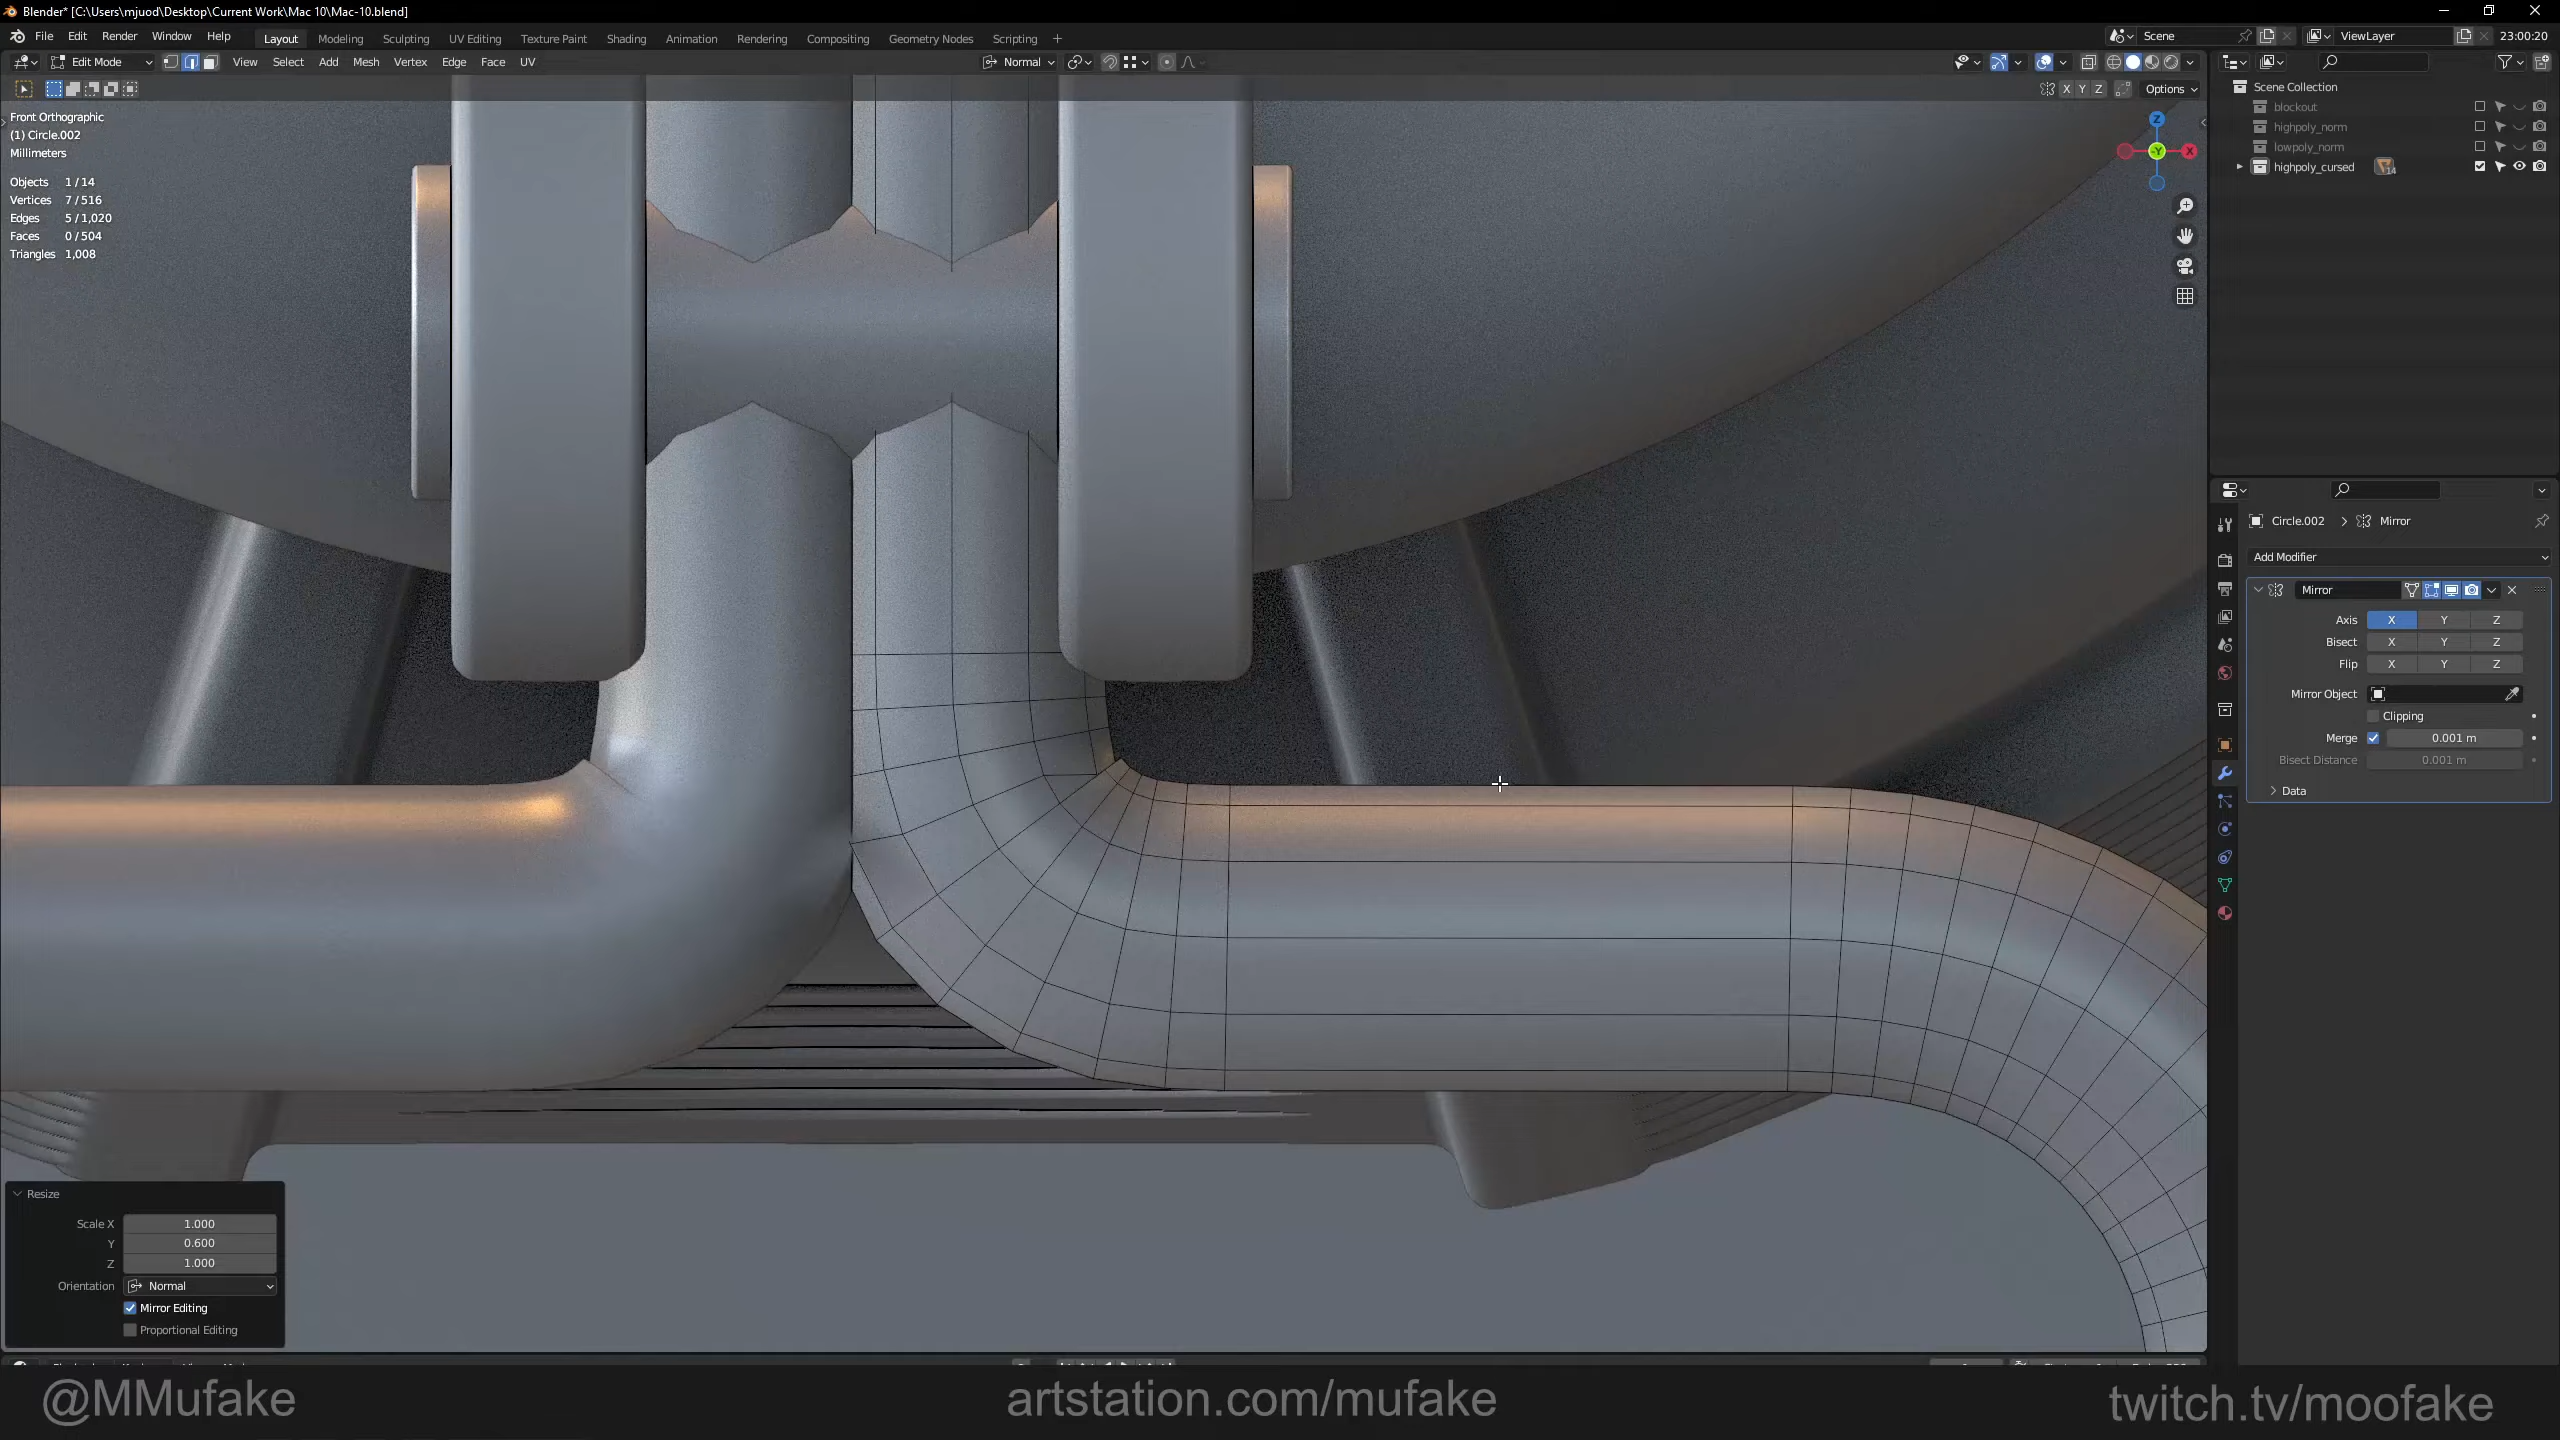 Blender* [C:\Users\mjuod\Desktop\Current Work\Mac 10\Mac-10.blend]
File Edit Render Window Help Layout Modeling Sculpting UV Editing Texture Paint Shading Animation Rendering Compositing Geometry Nodes Scripting + Scene ViewLayer 23:00:20
Edit Mode View Select Add Mesh Vertex Edge Face UV Normal
X Y Z Options
Scene Collection
blockout
highpoly_norm
lowpoly_norm
highpoly_cursed 14
Front Orthographic
(1) Circle.002
Millimeters
Objects 1 / 14
Vertices 7 / 516
Edges 5 / 1,020
Faces 0 / 504
Triangles 1,008
Z
-Y X
Circle.002 > Mirror
Add Modifier
Mirror
Axis X Y Z
Bisect X Y Z
Flip X Y Z
Mirror Object
Clipping
Merge 0.001 m
Bisect Distance 0.001 m
Data
Resize
Scale X 1.000
Y 0.600
Z 1.000
Orientation Normal
Mirror Editing
Proportional Editing
@MMufake artstation.com/mufake twitch.tv/moofake